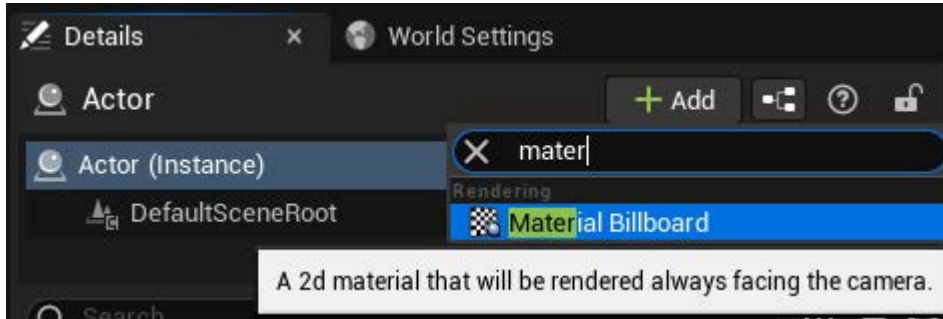 Details
World Settings
Actor
Add
mater
Actor (Instance)
Rendering
Material Billboard
DefaultSceneRoot
A 2d material that will be rendered always facing the camera.
Search